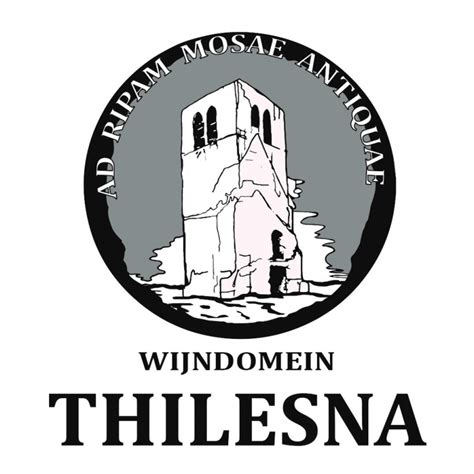 AD RIPAM MOSAE ANTIQUAE
WIJNDOMEIN
THILESNA